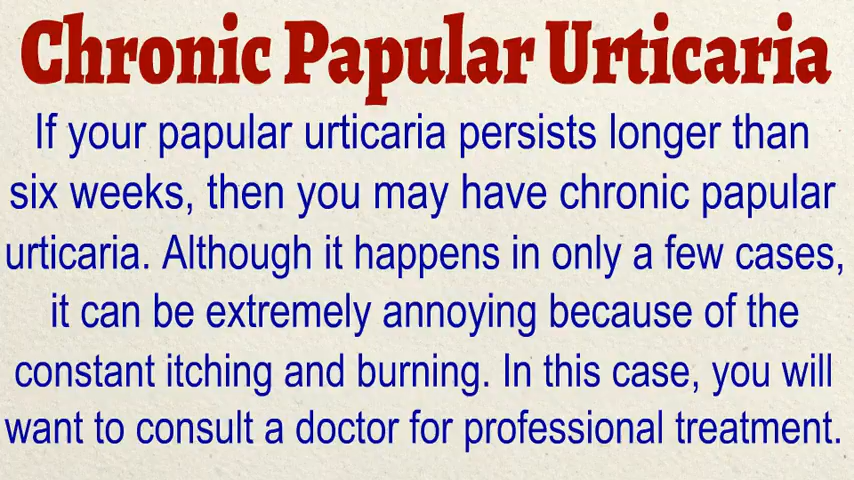 Chronic Papular Urticaria
If your papular urticaria persists longer than
six weeks, then you may have chronic papular
urticaria. Although it happens in only a few cases,
it can be extremely annoying because of the
constant itching and burning. In this case, you will
want to consult a doctor for professional treatment.